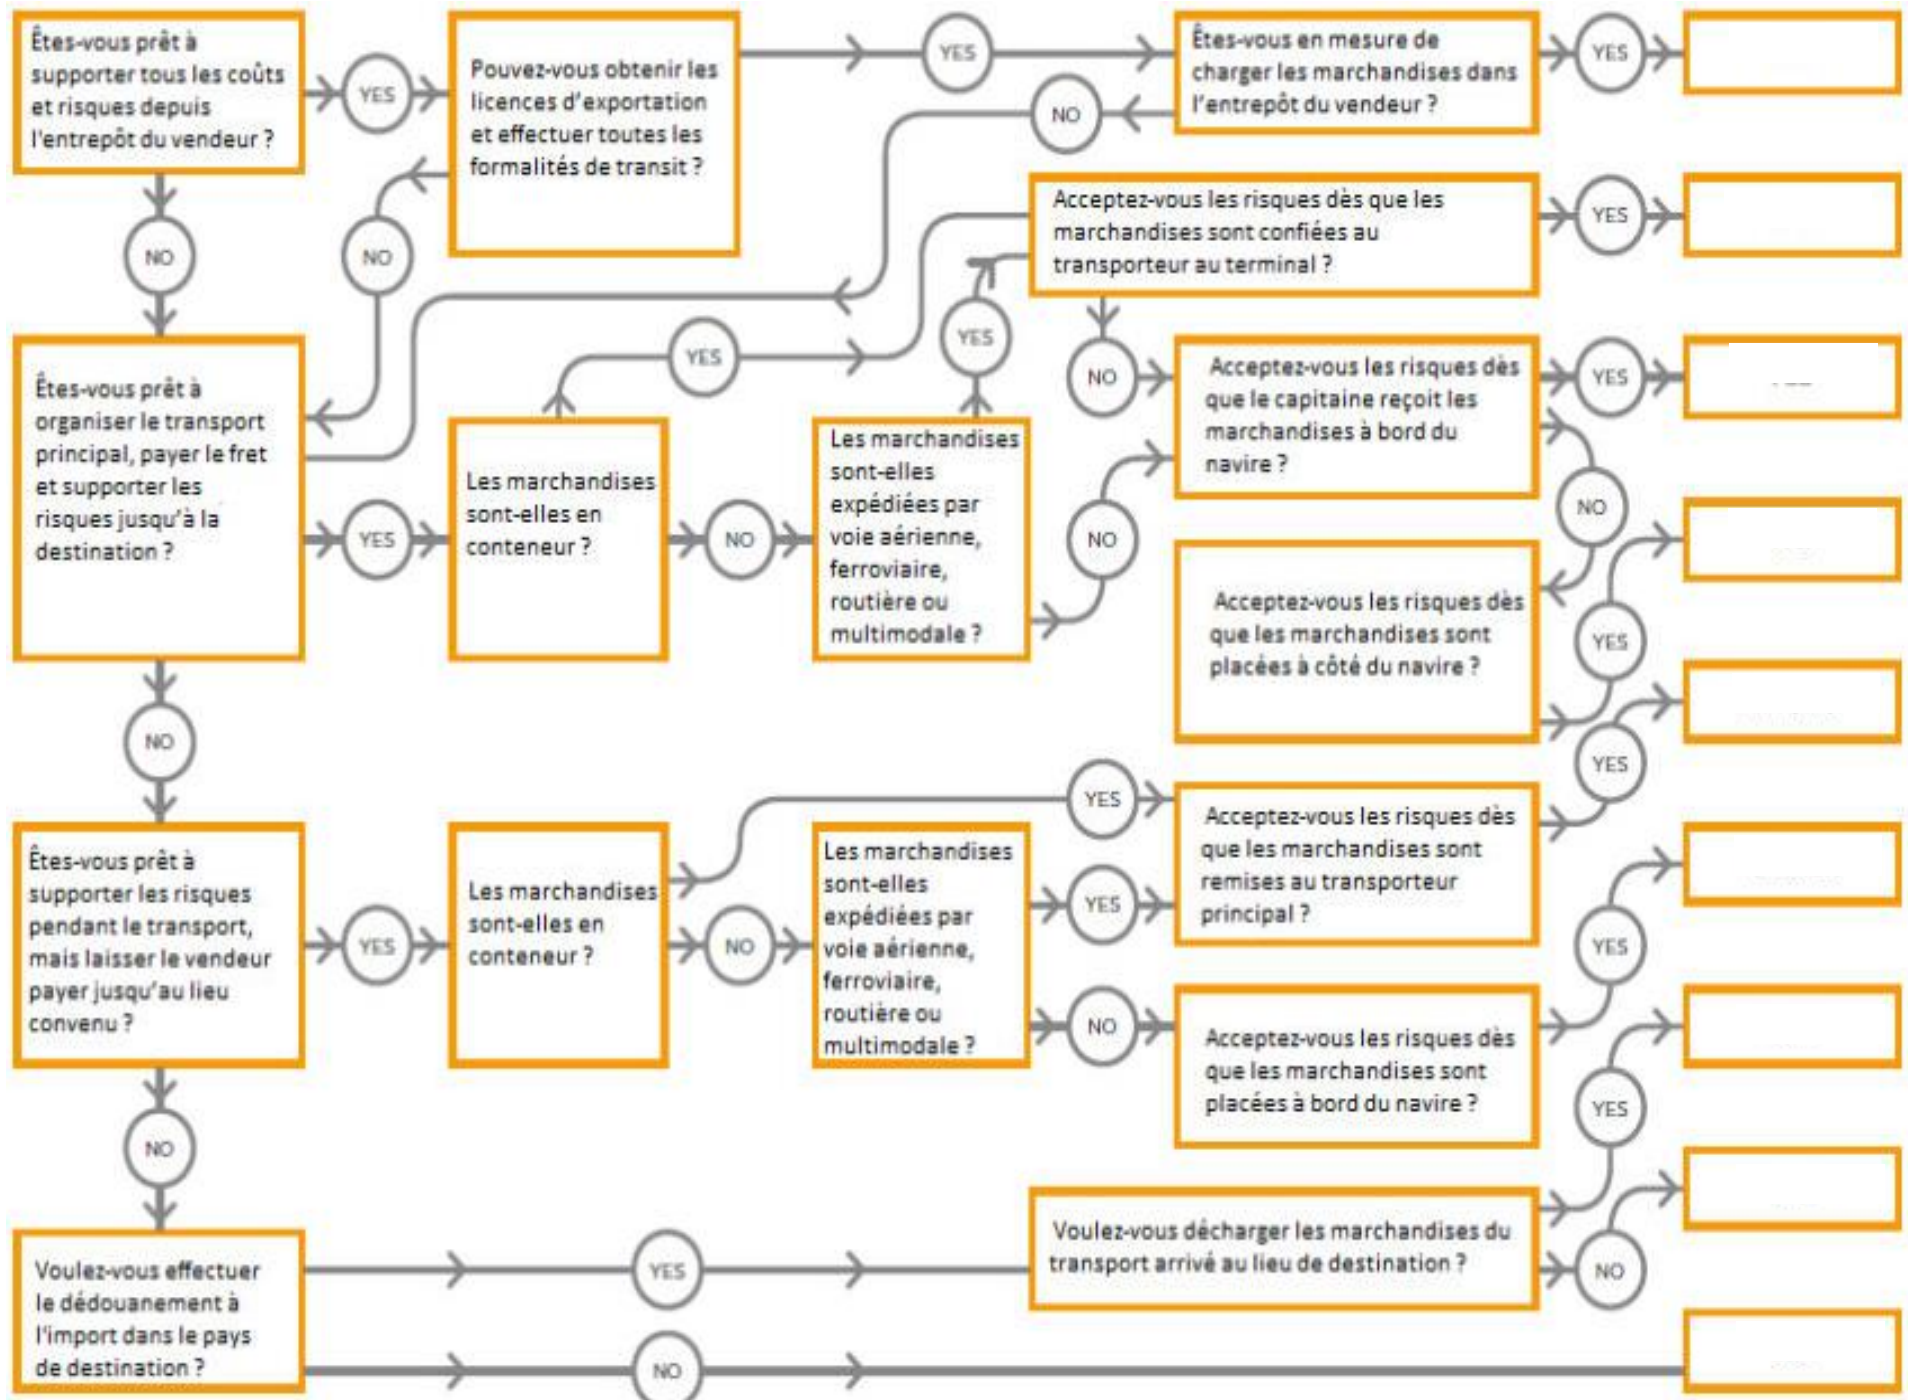 Êtes-vous prêt à
supporter tous les coûts
et risques depuis
l'entrepôt du vendeur ?
YES
Pouvez-vous obtenir les
licences d'exportation
et effectuer toutes les
formalités de transit ?
YES
Êtes-vous en mesure de
charger les marchandises dans
l'entrepôt du vendeur ?
YES
NO
NO
NO
Acceptez-vous les risques dès que les
marchandises sont confiées au
transporteur au terminal ?
YES
Êtes-vous prêt à
organiser le transport
principal, payer le fret
et supporter les
risques jusqu'à la
destination ?
YES
Les marchandises
sont-elles en
conteneur ?
YES
NO
Les marchandises
sont-elles
expédiées par
voie aérienne,
ferroviaire,
routière ou
multimodale ?
YES
NO
NO
Acceptez-vous les risques dès
que le capitaine reçoit les
marchandises à bord du
navire ?
YES
NO
Acceptez-vous les risques dès
que les marchandises sont
placées à côté du navire ?
YES
NO
Êtes-vous prêt à
supporter les risques
pendant le transport,
mais laisser le vendeur
payer jusqu'au lieu
convenu ?
YES
Les marchandises
sont-elles en
conteneur ?
YES
NO
Les marchandises
sont-elles
expédiées par
voie aérienne,
ferroviaire,
routière ou
multimodale ?
YES
NO
Acceptez-vous les risques dès
que les marchandises sont
remises au transporteur
principal ?
YES
Acceptez-vous les risques dès
que les marchandises sont
placées à bord du navire ?
YES
NO
Voulez-vous effectuer
le dédouanement à
l'import dans le pays
de destination ?
YES
NO
Voulez-vous décharger les marchandises du
transport arrivé au lieu de destination ?
YES
NO